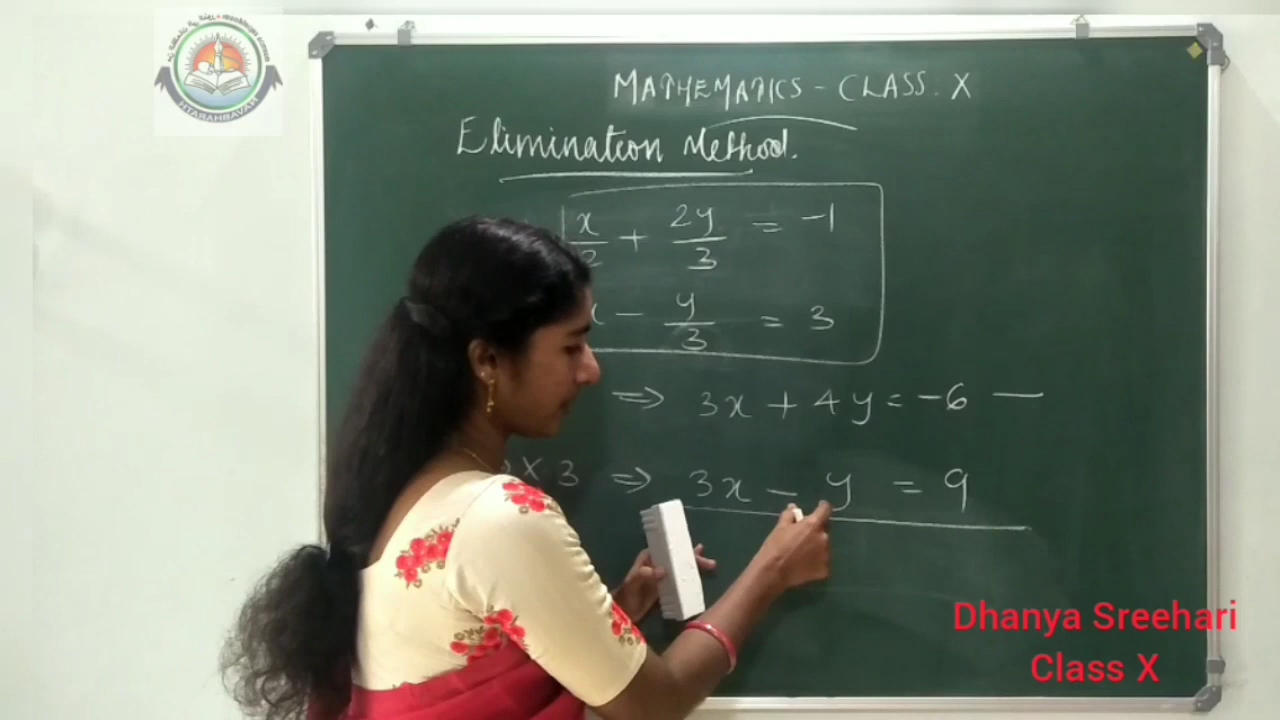 MATHEMATICS - CLASS. X
Elimination Method.
x/2 + 2y/3 = -1
- y/3 = 3
=> 3x + 4y = -6 —
× 3 => 3x - y = 9
Dhanya Sreehari
Class X